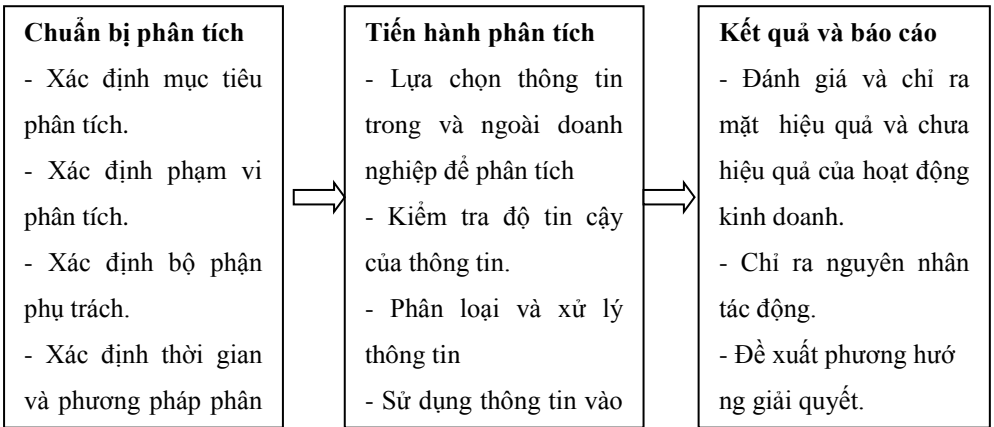 Chuẩn bị phân tích
- Xác định mục tiêu
phân tích.
- Xác định phạm vi
phân tích.
- Xác định bộ phận
phụ trách.
- Xác định thời gian
và phương pháp phân
Tiến hành phân tích
- Lựa chọn thông tin
trong và ngoài doanh
nghiệp để phân tích
- Kiểm tra độ tin cậy
của thông tin.
- Phân loại và xử lý
thông tin
- Sử dụng thông tin vào
Kết quả và báo cáo
- Đánh giá và chỉ ra
mặt hiệu quả và chưa
hiệu quả của hoạt động
kinh doanh.
- Chỉ ra nguyên nhân
tác động.
- Đề xuất phương hướ
ng giải quyết.